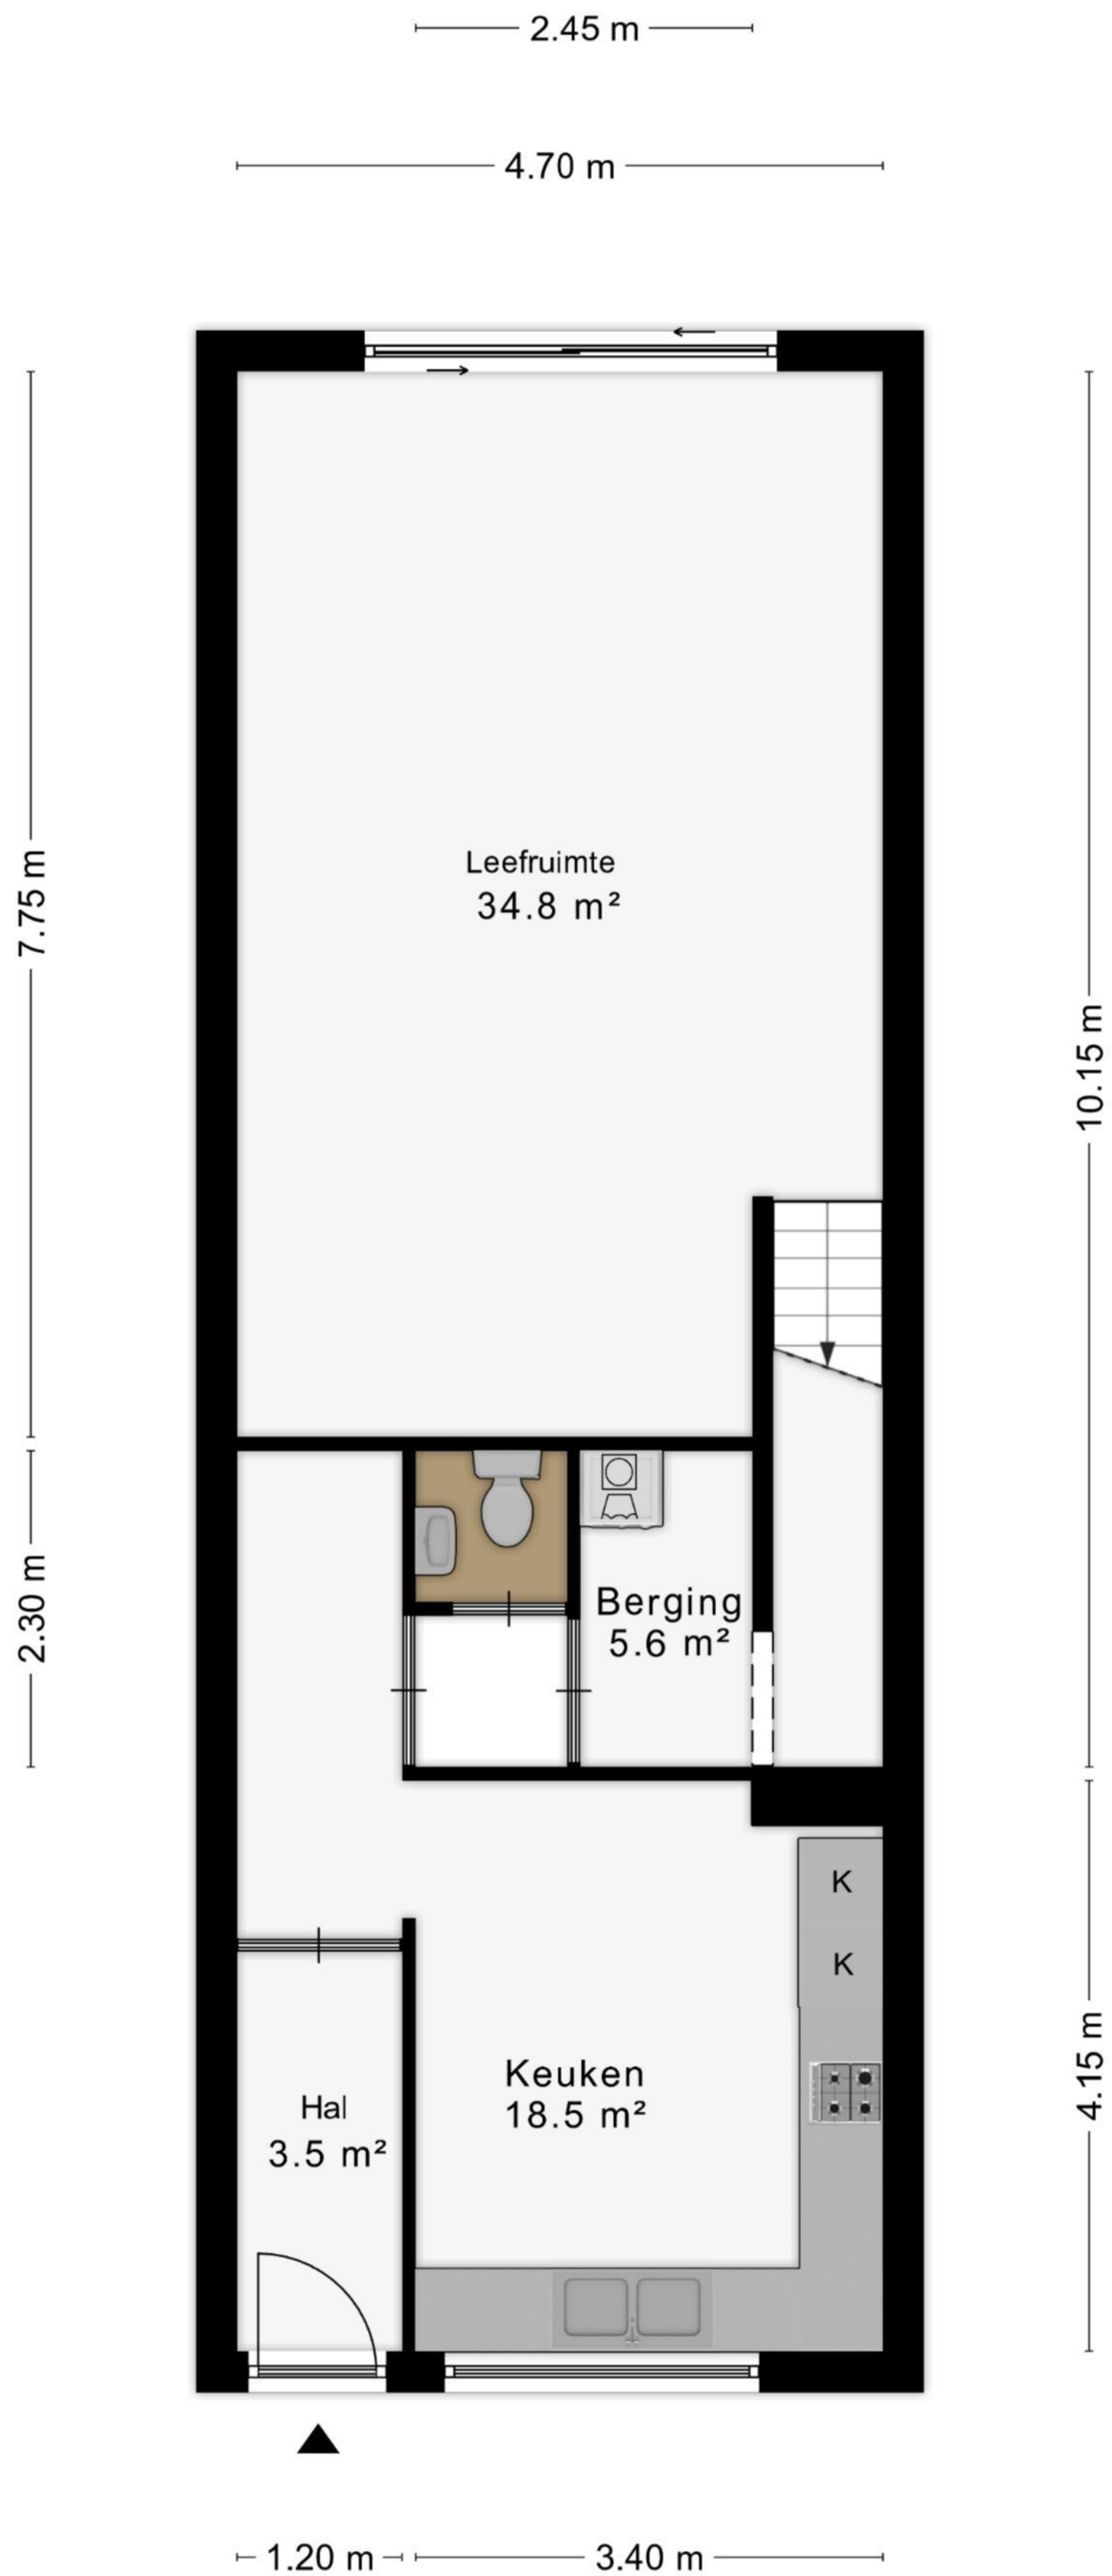 2.45 m
4.70 m
Leefruimte
34.8 m²
7.75 m
10.15 m
Berging
5.6 m²
2.30 m
K
K
Keuken
18.5 m²
Hal
3.5 m²
4.15 m
1.20 m
3.40 m